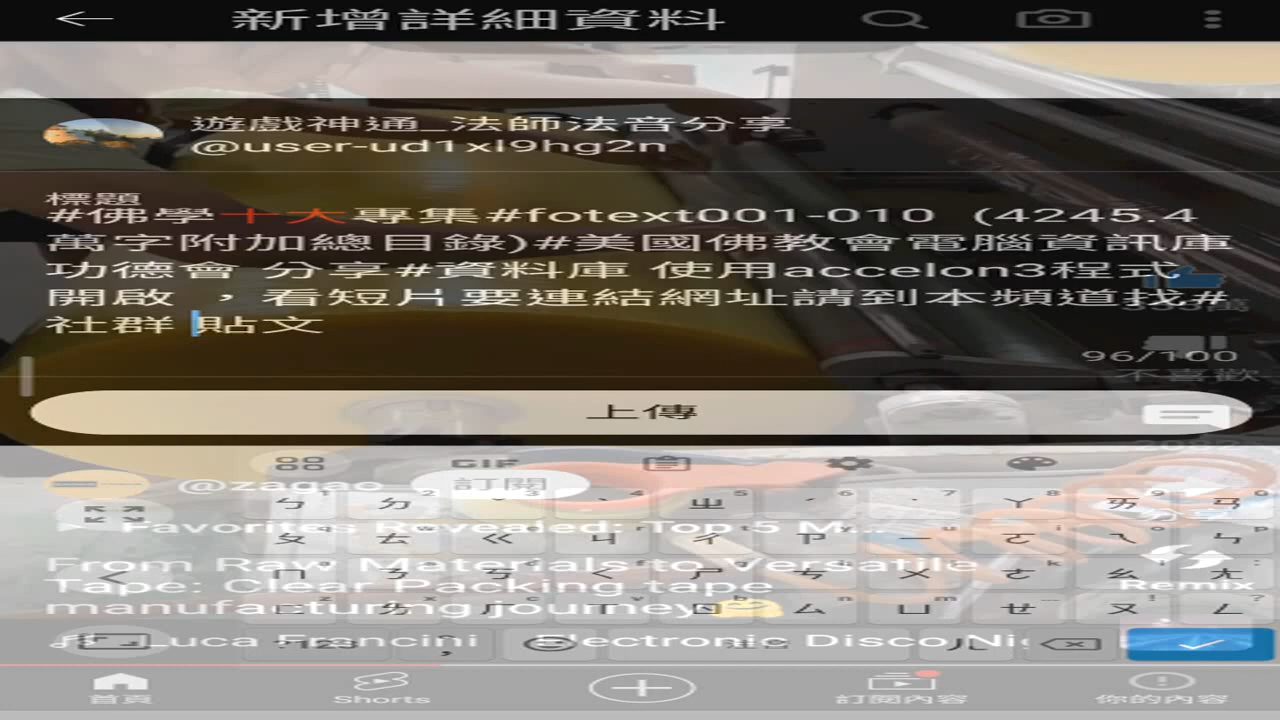 新增詳細資料
遊戲神通_法師法音分享
@user-ud1xl9hg2n
標題
#佛學十大專集#fotext001-010 (4245.4
萬字附加總目錄)#美國佛教會電腦資訊庫
功德會 分享#資料庫 使用accelon3程式
開啟 ，看短片要連結網址請到本頻道找#
社群 貼文
96/100
不喜歡
上傳
GIF
@zagac
訂閱
Favorites Revealed: Top 5 M...
From Raw Materials to Versatile
Tape: Clear Packing tape
manufacturing journey
Remix
Luca Francini
Electronic Disco Ni
首頁
Shorts
訂閱內容
你的內容